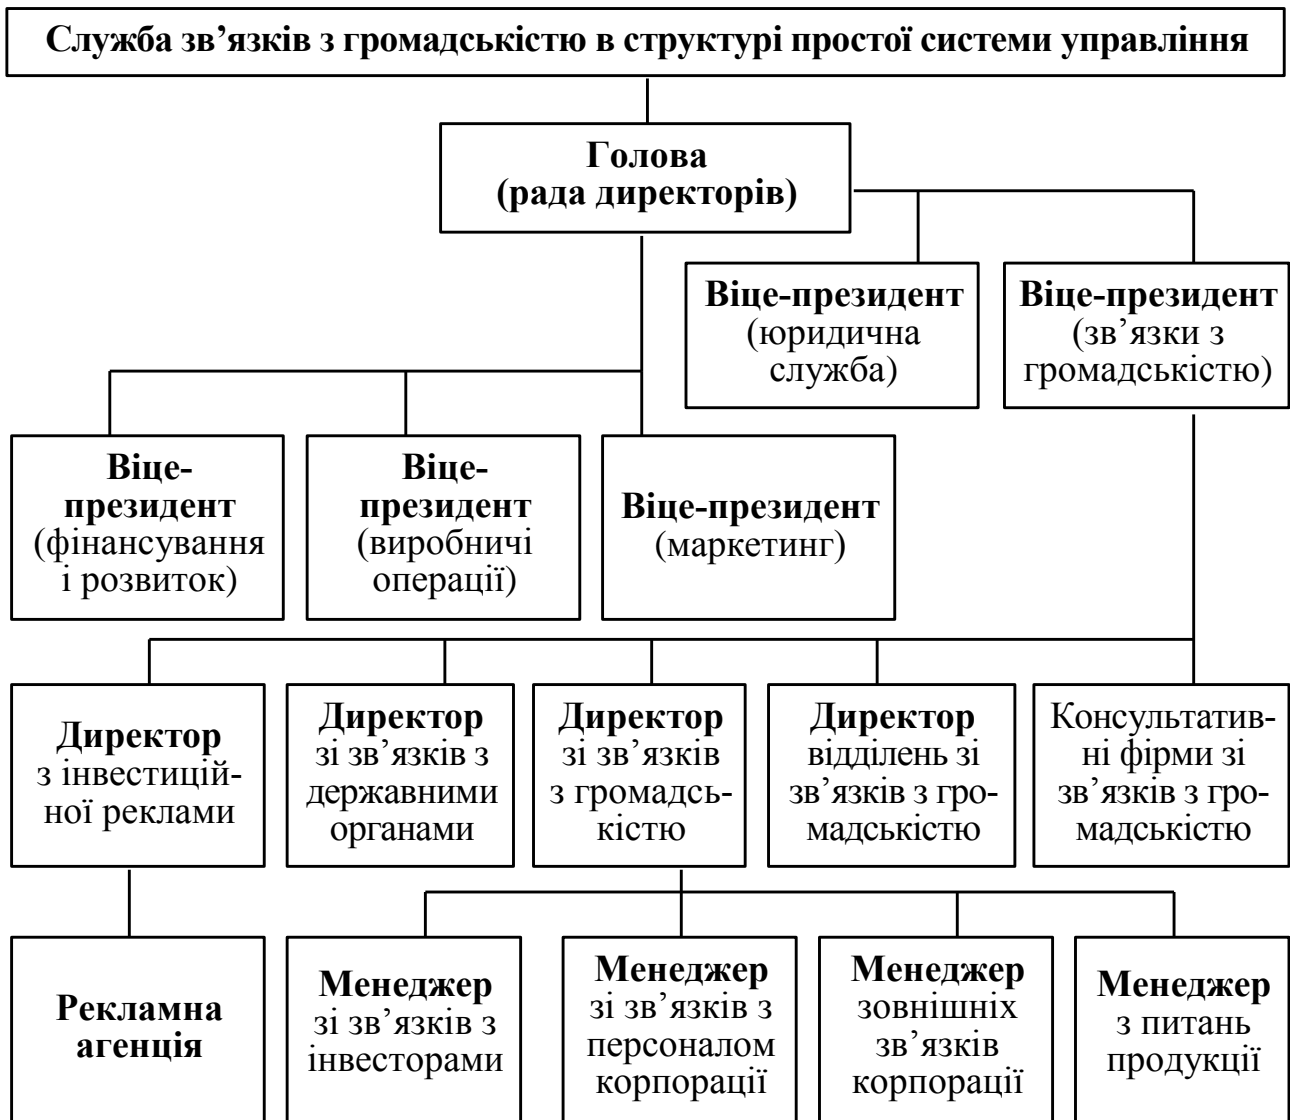 Служба зв’язків з громадськістю в структурі простої системи управління
Голова
(рада директорів)
Віце-президент
(юридична
служба)
Віце-президент
(зв’язки з
громадськістю)
Віце-
президент
(фінансування
і розвиток)
Віце-
президент
(виробничі
операції)
Віце-президент
(маркетинг)
Директор
з інвестицій-
ної реклами
Директор
зі зв’язків з
державними
органами
Директор
зі зв’язків
з громадсь-
кістю
Директор
відділень зі
зв’язків з гро-
мадськістю
Консультатив-
ні фірми зі
зв’язків з гро-
мадськістю
Рекламна
агенція
Менеджер
зі зв’язків з
інвесторами
Менеджер
зі зв’язків з
персоналом
корпорації
Менеджер
зовнішніх
зв’язків
корпорації
Менеджер
з питань
продукції